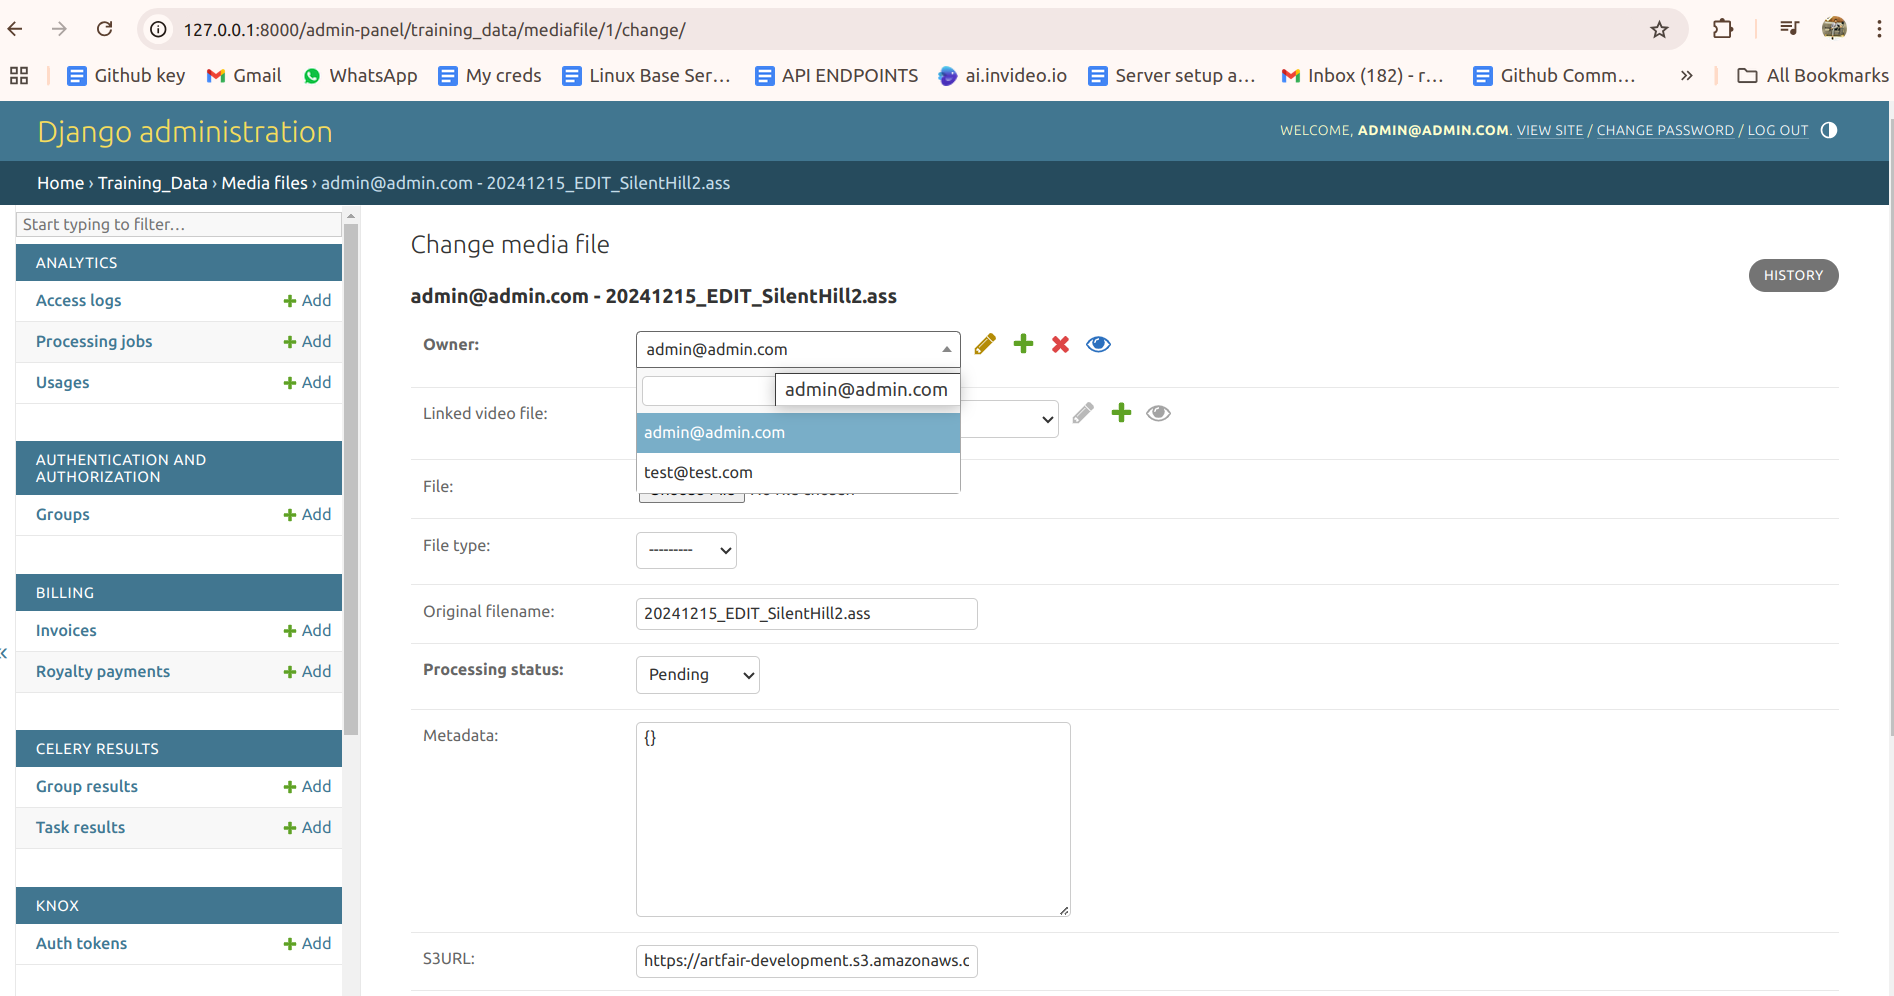 127.0.0.1:8000/admin-panel/training_data/mediafile/1/change/
Github key
Gmail
WhatsApp
My creds
Linux Base Ser...
API ENDPOINTS
ai.invideo.io
Server setup a...
Inbox (182) - r...
Github Comm...
»
All Bookmarks
Django administration
WELCOME, ADMIN@ADMIN.COM. VIEW SITE / CHANGE PASSWORD / LOG OUT
Home › Training_Data › Media files › admin@admin.com - 20241215_EDIT_SilentHill2.ass
Start typing to filter...
ANALYTICS
Access logs
Add
Processing jobs
Add
Usages
Add
AUTHENTICATION AND
AUTHORIZATION
Groups
Add
BILLING
Invoices
Add
Royalty payments
Add
CELERY RESULTS
Group results
Add
Task results
Add
KNOX
Auth tokens
Add
«
Change media file
HISTORY
admin@admin.com - 20241215_EDIT_SilentHill2.ass
Owner:
admin@admin.com
admin@admin.com
admin@admin.com
test@test.com
Linked video file:
File:
File type:
---------
Original filename:
20241215_EDIT_SilentHill2.ass
Processing status:
Pending
Metadata:
{}
S3URL:
https://artfair-development.s3.amazonaws.c